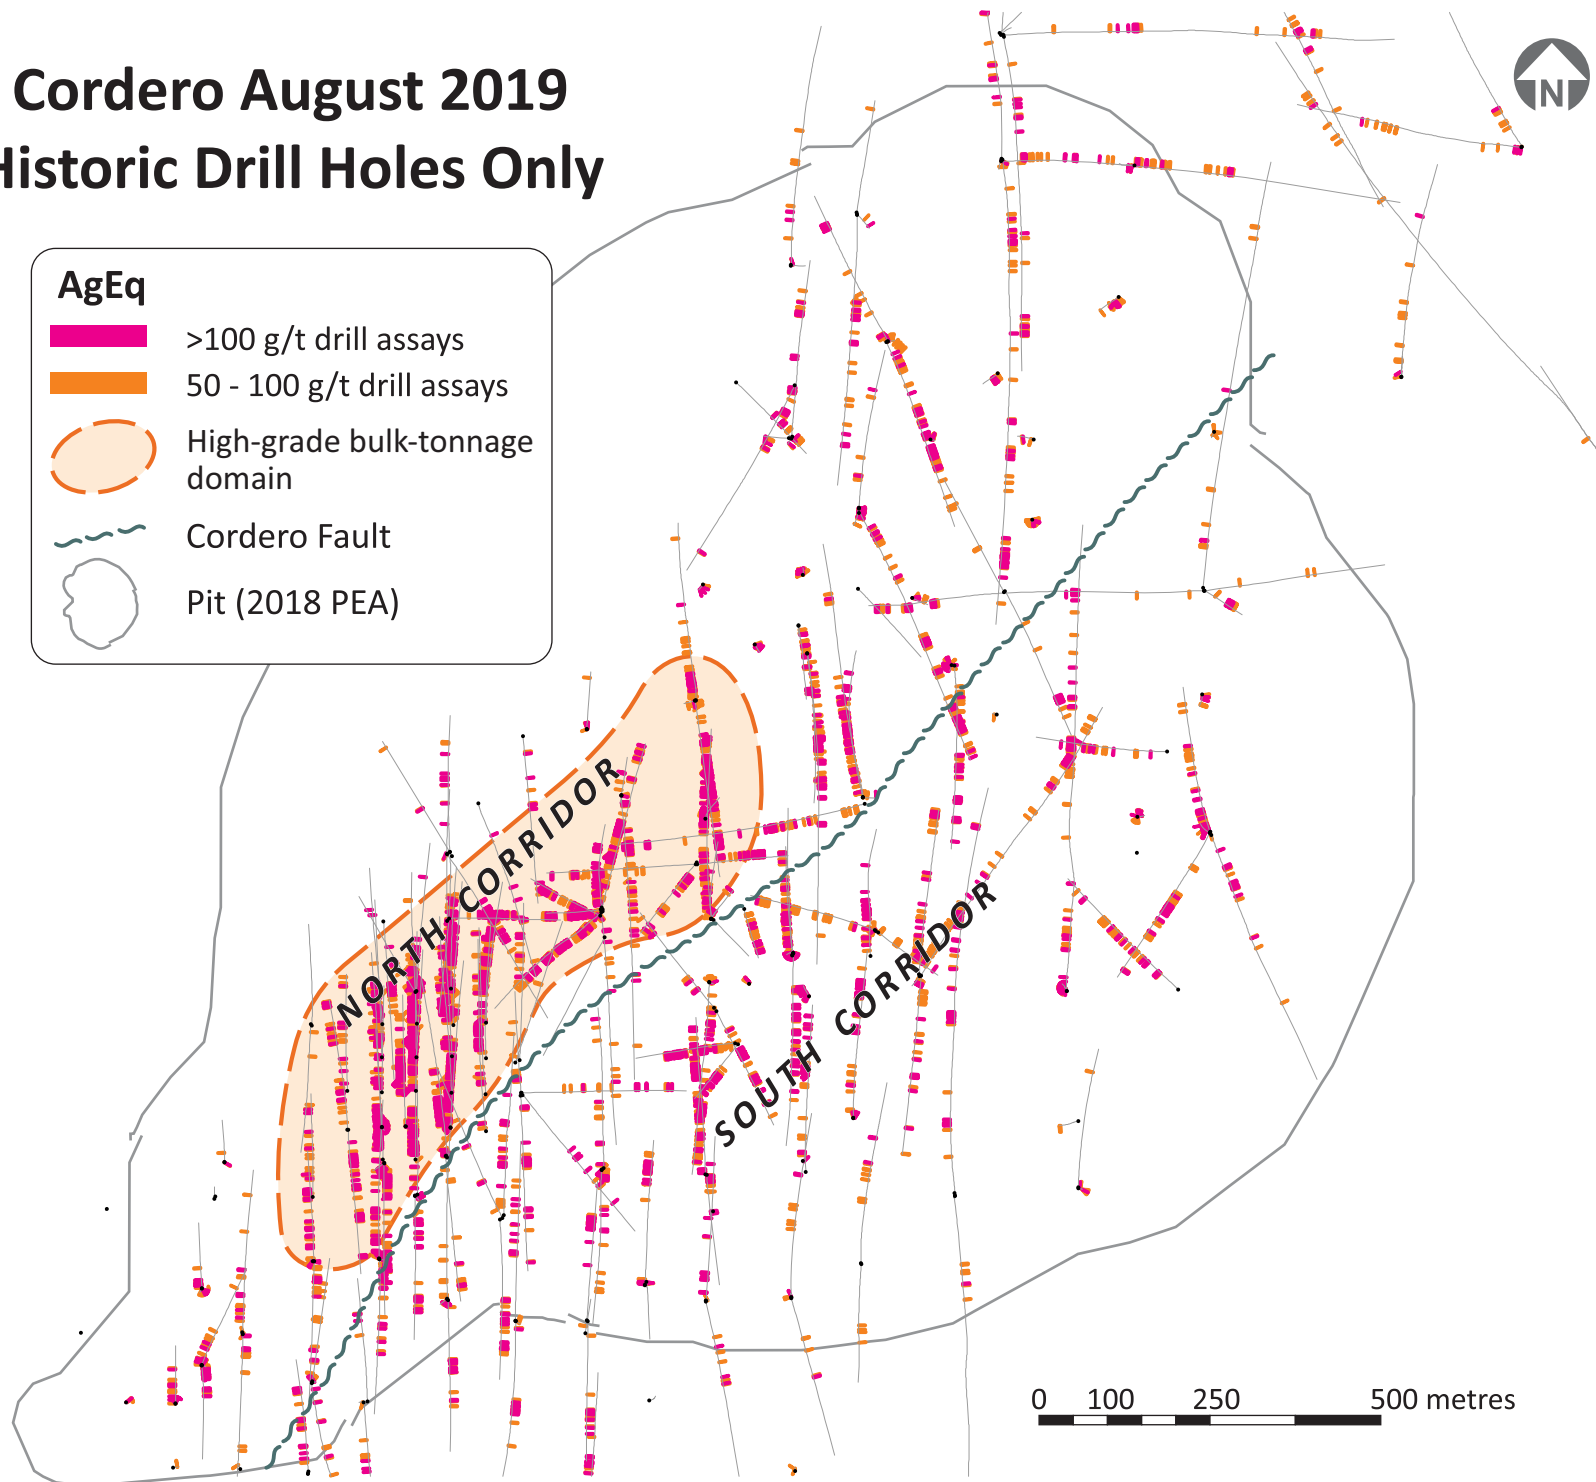 Cordero August 2019
Historic Drill Holes Only
N
AgEq
>100 g/t drill assays
50 - 100 g/t drill assays
High-grade bulk-tonnage
domain
Cordero Fault
Pit (2018 PEA)
NORTH CORRIDOR
SOUTH CORRIDOR
0 100 250 500 metres